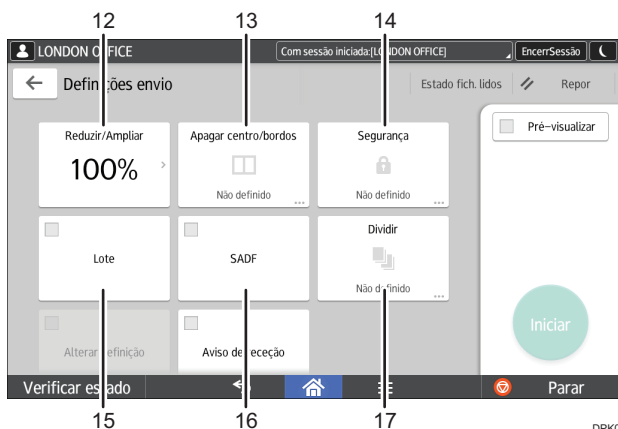 12 13 14
LONDON OFFICE Com sessão iniciada:[LONDON OFFICE] EncerrSessão
Definições envio Estado fich. lidos Repor
Reduzir/Ampliar Apagar centro/bordos Segurança Pré-visualizar
100%
Não definido Não definido
Lote SADF Dividir
Não definido
Iniciar
Alterar definição Aviso de receção
Verificar estado Parar
15 16 17